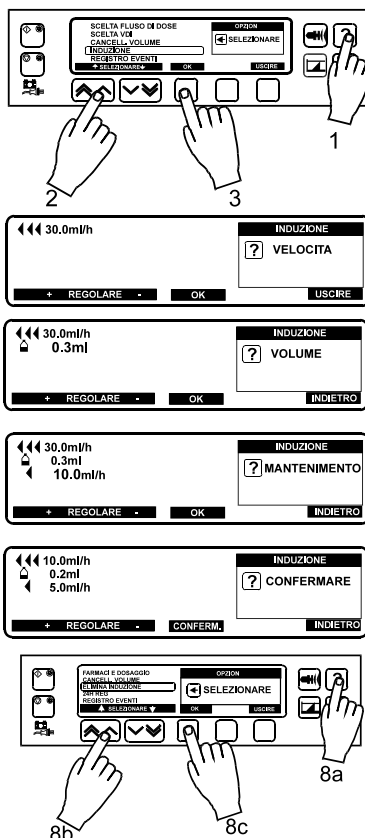 SCELTA FLUSO DI DOSE
SCELTA VDI
CANCELL. VOLUME
INDUZIONE
REGISTRO EVENTI
SELEZIONARE
OK
OPZION
SELEZIONARE
USCIRE
?
1
2
3
30.0ml/h
INDUZIONE
? VELOCITA
+ REGOLARE -
OK
USCIRE
30.0ml/h
0.3ml
INDUZIONE
? VOLUME
+ REGOLARE -
OK
INDIETRO
30.0ml/h
0.3ml
10.0ml/h
INDUZIONE
? MANTENIMENTO
+ REGOLARE -
OK
INDIETRO
10.0ml/h
0.2ml
5.0ml/h
INDUZIONE
? CONFERMARE
+ REGOLARE -
CONFERM.
INDIETRO
FARMACI E DOSAGGIO
CANCELL. VOLUME
ELIMINA INDUZIONE
24H REG
REGISTRO EVENTI
SELEZIONARE
OPZION
SELEZIONARE
OK
USCIRE
?
8a
8b
8c